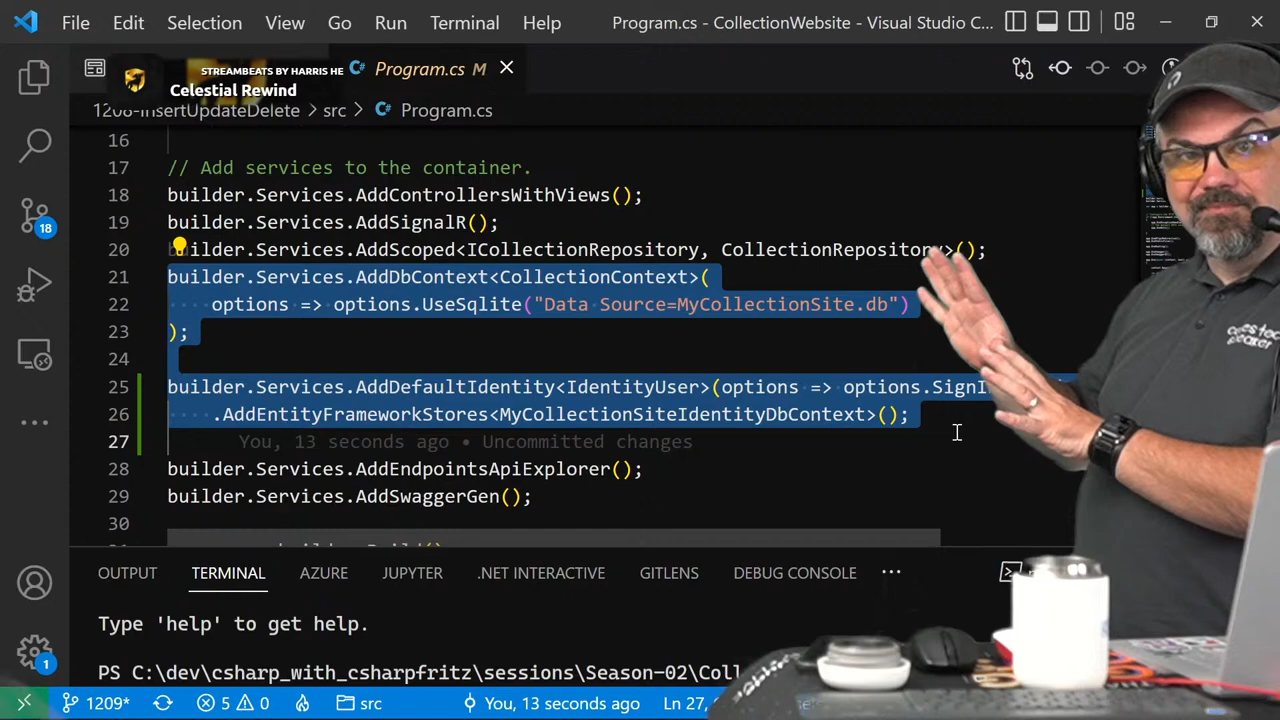 File Edit Selection View Go Run Terminal Help Program.cs - CollectionWebsite - Visual Studio C...
STREAMBEATS BY HARRIS HE
Celestial Rewind
Program.cs M
1208-InsertUpdateDelete > src > Program.cs
16
17 // Add services to the container.
18 builder.Services.AddControllersWithViews();
19 builder.Services.AddSignalR();
20 builder.Services.AddScoped<ICollectionRepository, CollectionRepository>();
21 builder.Services.AddDbContext<CollectionContext>(
22 options => options.UseSqlite("Data Source=MyCollectionSite.db")
23 );
24
25 builder.Services.AddDefaultIdentity<IdentityUser>(options => options.SignI
26 .AddEntityFrameworkStores<MyCollectionSiteIdentityDbContext>();
27 You, 13 seconds ago • Uncommitted changes
28 builder.Services.AddEndpointsApiExplorer();
29 builder.Services.AddSwaggerGen();
30
18
OUTPUT TERMINAL AZURE JUPYTER .NET INTERACTIVE GITLENS DEBUG CONSOLE ...
Type 'help' to get help.
PS C:\dev\csharp_with_csharpfritz\sessions\Season-02\Coll
1
1209* 5 0 src You, 13 seconds ago Ln 27,